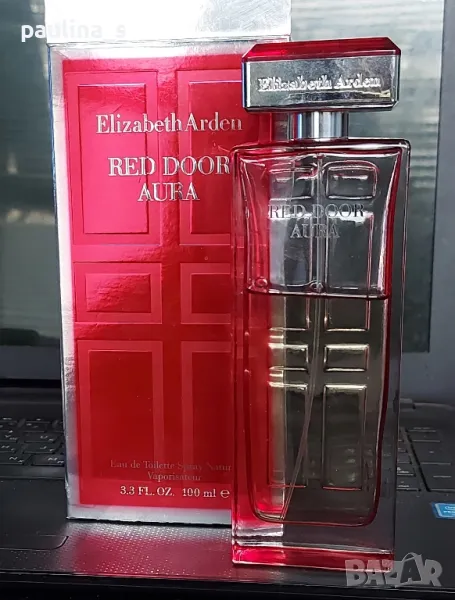 paulina_s
Elizabeth Arden
RED DOOR
AURA
Eau de Toilette Spray Natur
Vaporisateur
3.3 FL. OZ. 100 ml e
Elizabeth Arden
RED DOOR
AURA
BAZAR